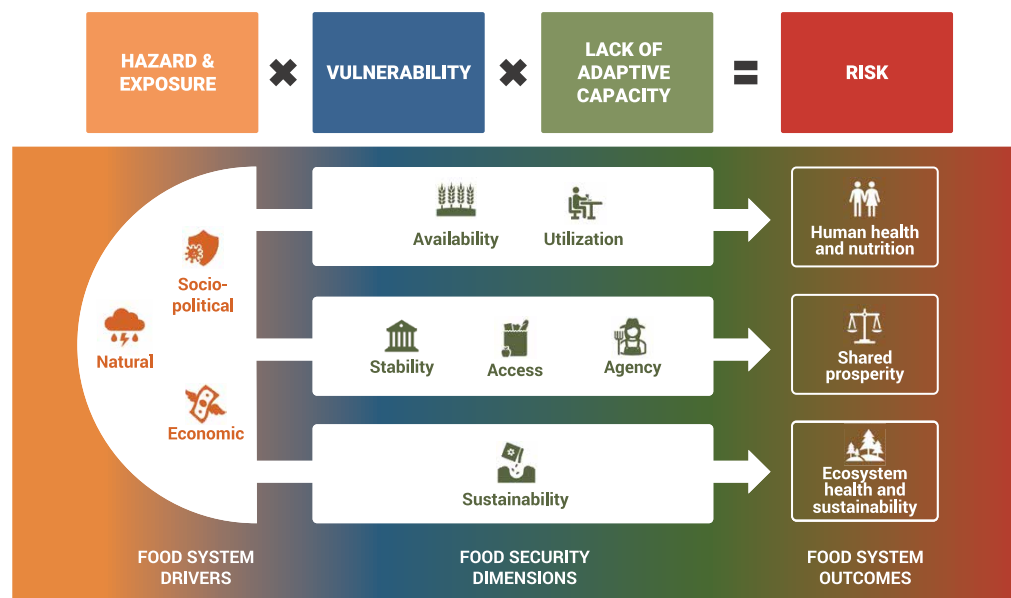 HAZARD &
EXPOSURE
VULNERABILITY
LACK OF
ADAPTIVE
CAPACITY
RISK
Availability
Utilization
Human health
and nutrition
Socio-
political
Natural
Economic
Stability
Access
Agency
Shared
prosperity
Sustainability
Ecosystem
health and
sustainability
FOOD SYSTEM
DRIVERS
FOOD SECURITY
DIMENSIONS
FOOD SYSTEM
OUTCOMES